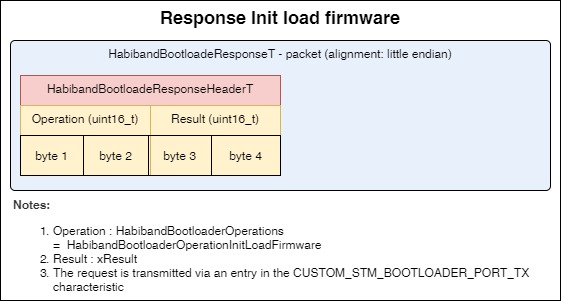 Response Init load firmware
HabibandBootloadeResponseT - packet (alignment: little endian)
HabibandBootloadeResponseHeaderT
Operation (uint16_t) Result (uint16_t)
byte 1 byte 2 byte 3 byte 4
Notes:
1. Operation : HabibandBootloaderOperations
= HabibandBootloaderOperationInitLoadFirmware
2. Result : xResult
3. The request is transmitted via an entry in the CUSTOM_STM_BOOTLOADER_PORT_TX
characteristic